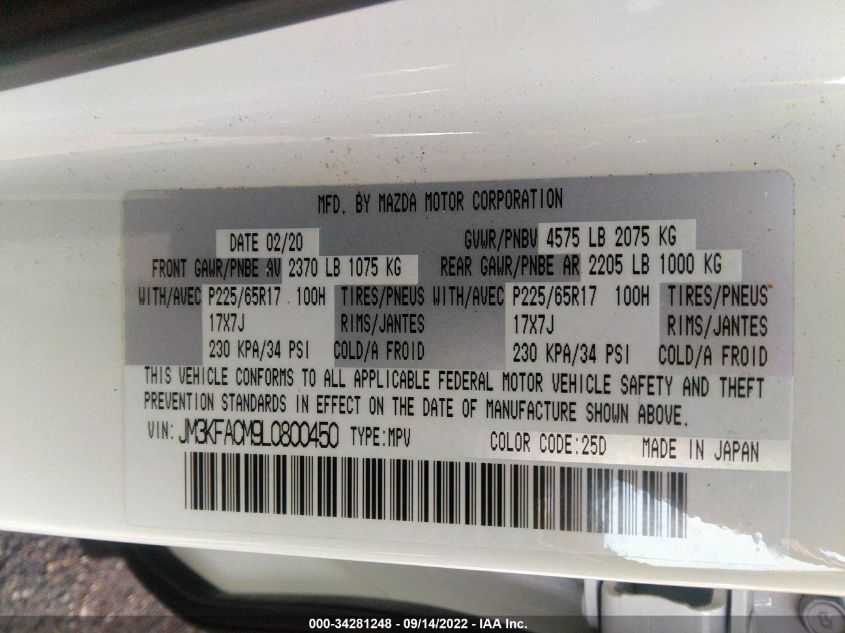 MFD. BY MAZDA MOTOR CORPORATION
DATE 02/20 GVWR/PNBV 4575 LB 2075 KG
FRONT GAWR/PNBE AV 2370 LB 1075 KG REAR GAWR/PNBE AR 2205 LB 1000 KG
WITH/AVEC P225/65R17 100H TIRES/PNEUS WITH/AVEC P225/65R17 100H TIRES/PNEUS
17X7J RIMS/JANTES 17X7J RIMS/JANTES
230 KPA/34 PSI COLD/A FROID 230 KPA/34 PSI COLD/A FROID
THIS VEHICLE CONFORMS TO ALL APPLICABLE FEDERAL MOTOR VEHICLE SAFETY AND THEFT
PREVENTION STANDARDS IN EFFECT ON THE DATE OF MANUFACTURE SHOWN ABOVE.
VIN: JM3KFACM9L0800450 TYPE:MPV COLOR CODE:25D MADE IN JAPAN
000-34281248 - 09/14/2022 - IAA Inc.